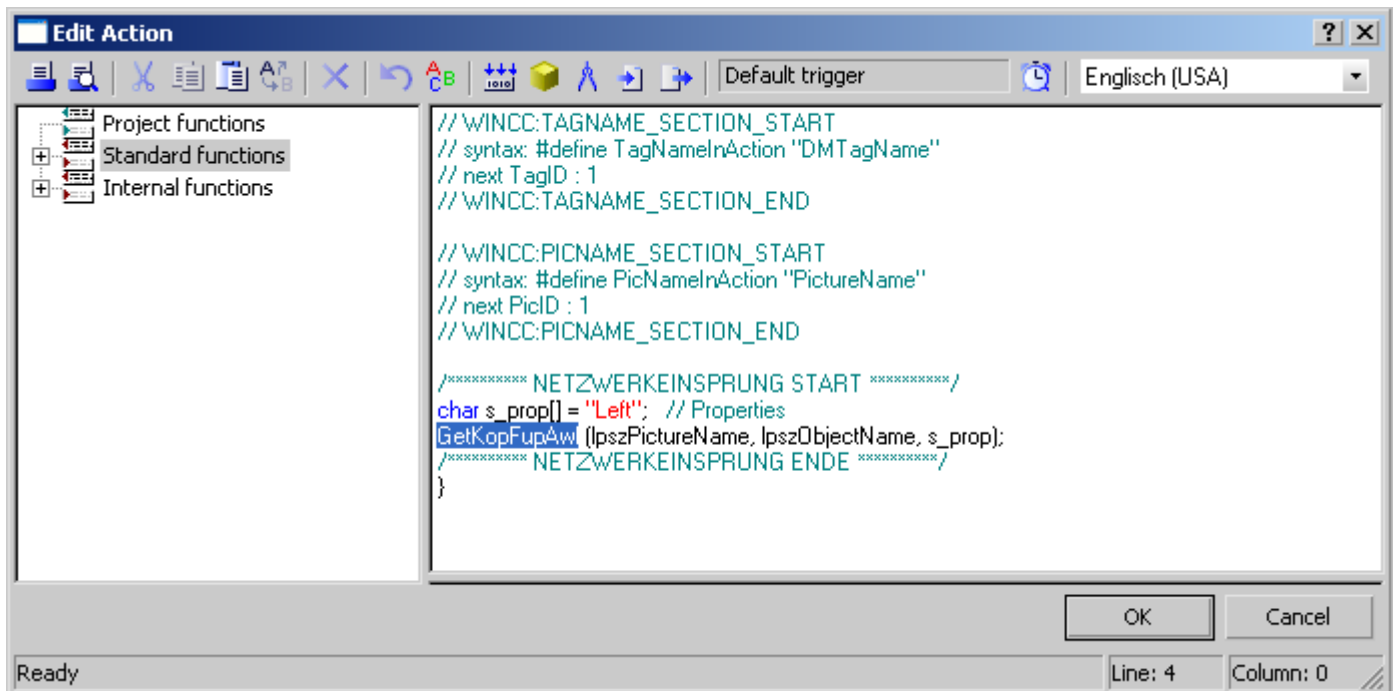 Edit Action
Default trigger
Englisch (USA)
Project functions
Standard functions
Internal functions
// WINCC:TAGNAME_SECTION_START
// syntax: #define TagNameInAction "DMTagName"
// next TagID : 1
// WINCC:TAGNAME_SECTION_END
// WINCC:PICNAME_SECTION_START
// syntax: #define PicNameInAction "PictureName"
// next PicID : 1
// WINCC:PICNAME_SECTION_END
/********** NETZWERKEINSPRUNG START **********/
char s_prop[] = "Left"; // Properties
GetKopFupAwl (lpszPictureName, lpszObjectName, s_prop);
/********** NETZWERKEINSPRUNG ENDE **********/
}
OK
Cancel
Ready
Line: 4
Column: 0